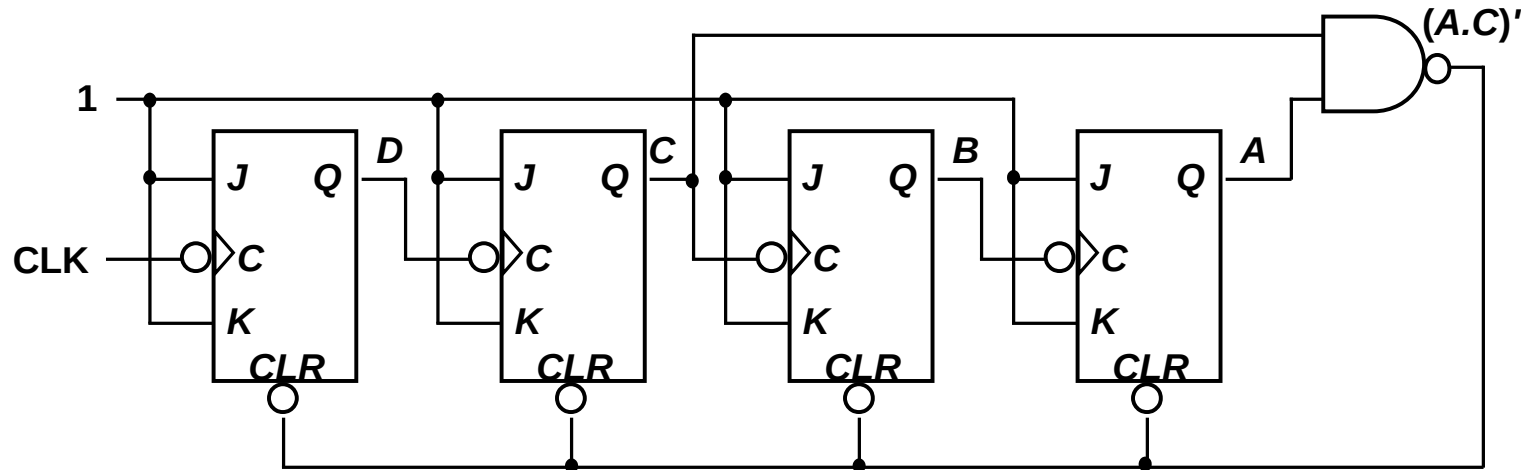 (A.C)'
1
D C B A
J Q J Q J Q J Q
CLK C C C C
K K K K
CLR CLR CLR CLR